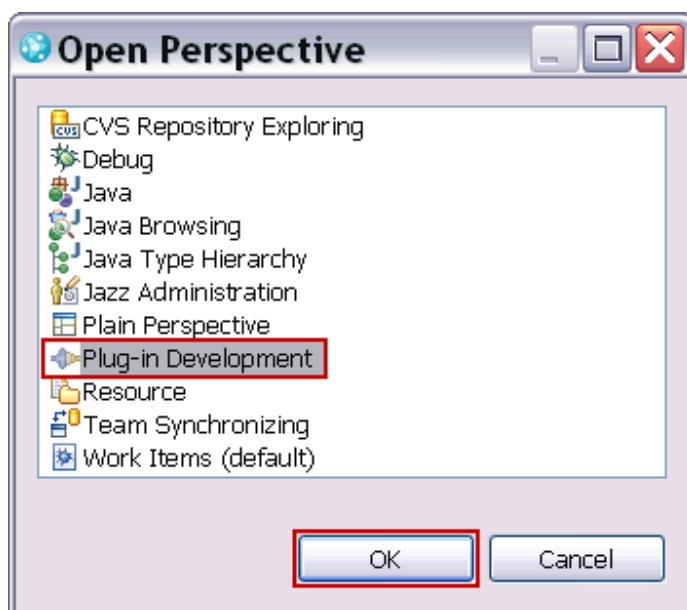 Open Perspective
CVS Repository Exploring
Debug
Java
Java Browsing
Java Type Hierarchy
Jazz Administration
Plain Perspective
Plug-in Development
Resource
Team Synchronizing
Work Items (default)
OK
Cancel